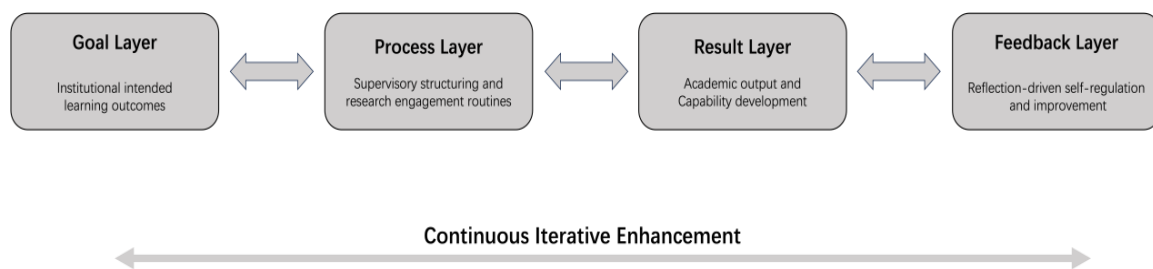 Goal Layer
Institutional intended
learning outcomes
Process Layer
Supervisory structuring and
research engagement routines
Result Layer
Academic output and
Capability development
Feedback Layer
Reflection-driven self-regulation
and improvement
Continuous Iterative Enhancement